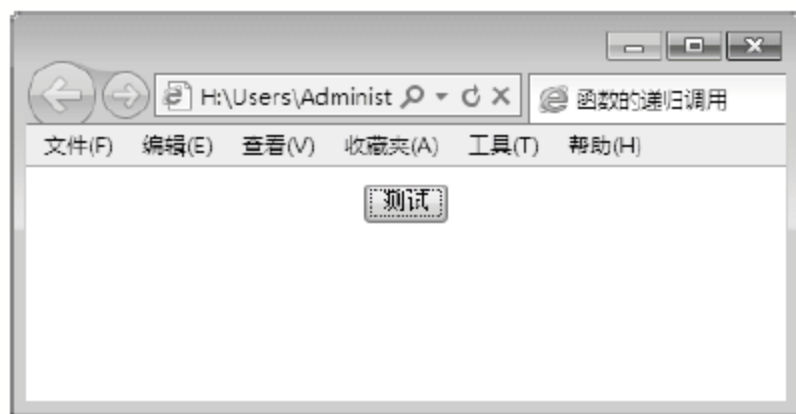 H:\Users\Administ
函数的递归调用
文件(F) 编辑(E) 查看(V) 收藏夹(A) 工具(T) 帮助(H)
测试